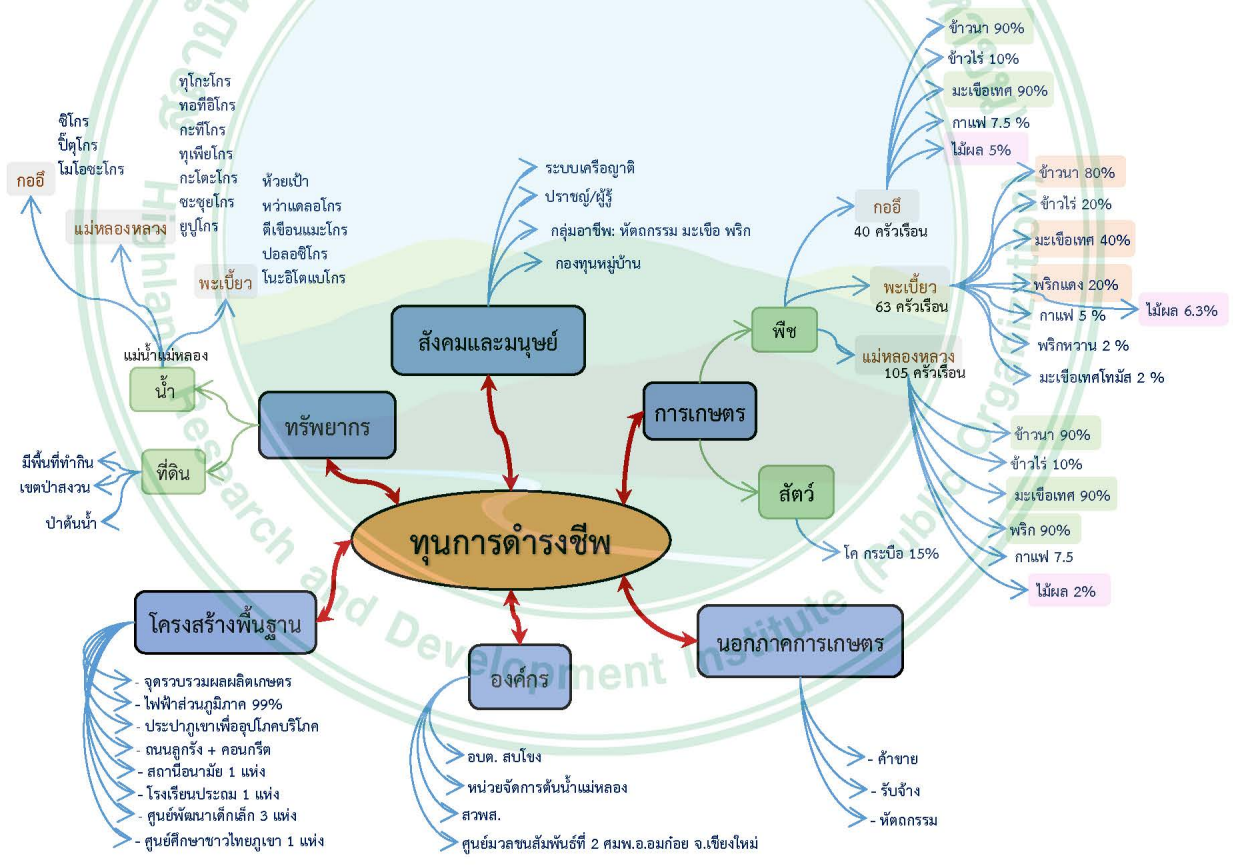 ทุนการดำรงชีพ
สังคมและมนุษย์
ระบบเครือญาติ
ปราชญ์/ผู้รู้
กลุ่มอาชีพ: หัตถกรรม มะเขือ พริก
กองทุนหมู่บ้าน
ทรัพยากร
น้ำ
แม่น้ำแม่หลอง
กออึ
ซิโกร
ปิ๊ตุโกร
โมโอชะโกร
แม่หลองหลวง
ทุโกะโกร
ทอทีอิโกร
กะทีโกร
ทุเพียโกร
กะโตะโกร
ชะชุยโกร
ยูปูโกร
พะเบี้ยว
ห้วยเป้า
หว่าแดลอโกร
ตีเขือนแมะโกร
ปอลอซิโกร
โนะอิโตแบโกร
ที่ดิน
มีพื้นที่ทำกิน
เขตป่าสงวน
ป่าต้นน้ำ
การเกษตร
พืช
กออึ
40 ครัวเรือน
ข้าวนา 90%
ข้าวไร่ 10%
มะเขือเทศ 90%
กาแฟ 7.5 %
ไม้ผล 5%
พะเบี้ยว
63 ครัวเรือน
ข้าวนา 80%
ข้าวไร่ 20%
มะเขือเทศ 40%
พริกแดง 20%
ไม้ผล 6.3%
กาแฟ 5 %
พริกหวาน 2 %
มะเขือเทศโทมัส 2 %
แม่หลองหลวง
105 ครัวเรือน
ข้าวนา 90%
ข้าวไร่ 10%
มะเขือเทศ 90%
พริก 90%
กาแฟ 7.5
ไม้ผล 2%
สัตว์
โค กระบือ 15%
โครงสร้างพื้นฐาน
- จุดรวบรวมผลผลิตเกษตร
- ไฟฟ้าส่วนภูมิภาค 99%
- ประปาภูเขาเพื่ออุปโภคบริโภค
- ถนนลูกรัง + คอนกรีต
- สถานีอนามัย 1 แห่ง
- โรงเรียนประถม 1 แห่ง
- ศูนย์พัฒนาเด็กเล็ก 3 แห่ง
- ศูนย์ศึกษาชาวไทยภูเขา 1 แห่ง
องค์กร
อบต. สบโขง
หน่วยจัดการต้นน้ำแม่หลอง
สวพส.
ศูนย์มวลชนสัมพันธ์ที่ 2 ศมพ.อ.อมก๋อย จ.เชียงใหม่
นอกภาคการเกษตร
- ค้าขาย
- รับจ้าง
- หัตถกรรม
Highland Research and Development Institute (Public Organization)